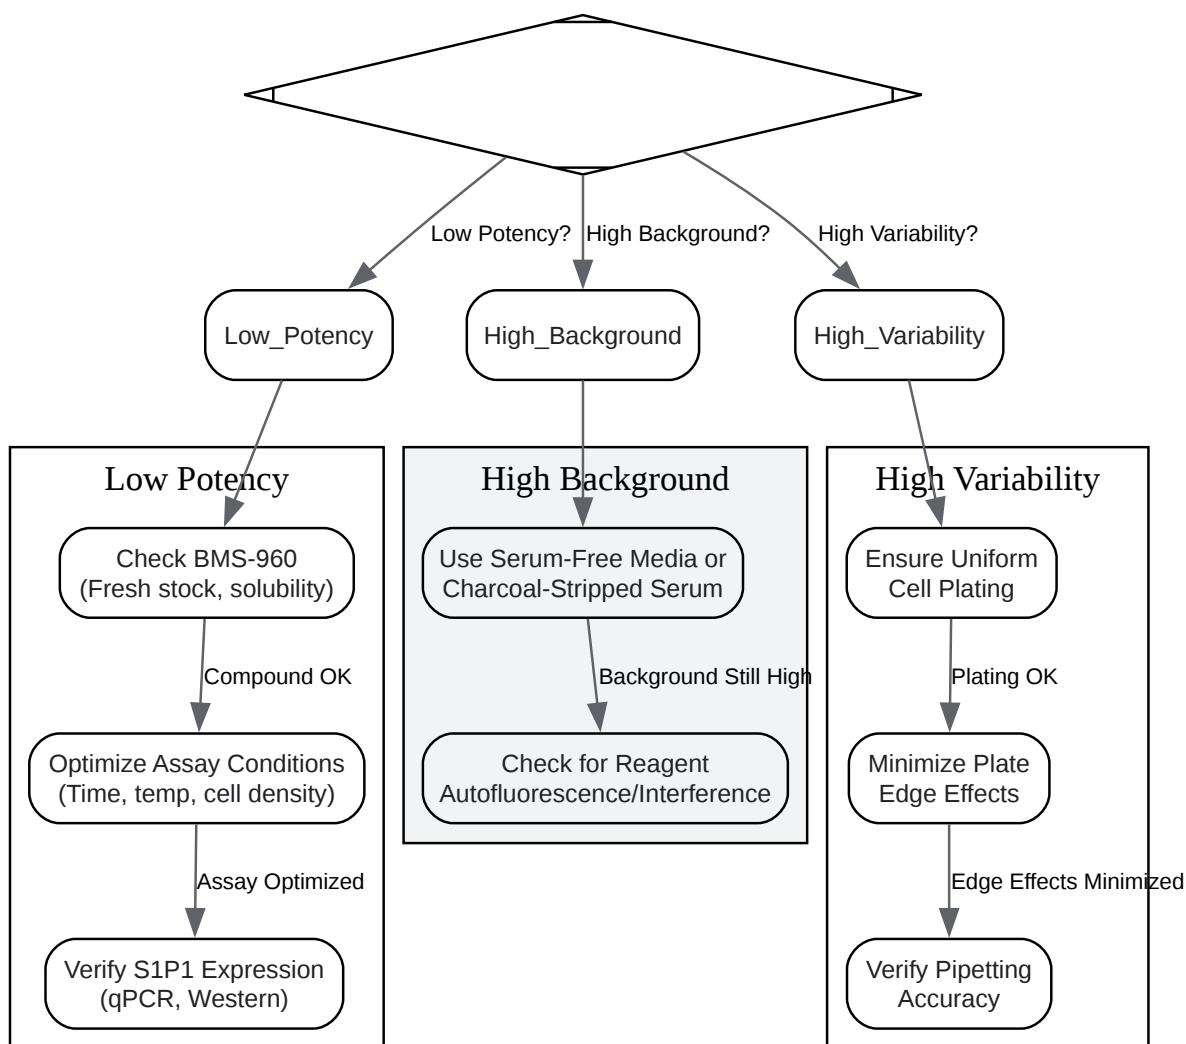 Low Potency?
High Background?
High Variability?
Low_Potency
High_Background
High_Variability
Low Potency
High Background
High Variability
Check BMS-960
(Fresh stock, solubility)
Use Serum-Free Media or
Charcoal-Stripped Serum
Ensure Uniform
Cell Plating
Compound OK
Background Still High
Plating OK
Optimize Assay Conditions
(Time, temp, cell density)
Check for Reagent
Autofluorescence/Interference
Minimize Plate
Edge Effects
Assay Optimized
Edge Effects Minimized
Verify S1P1 Expression
(qPCR, Western)
Verify Pipetting
Accuracy